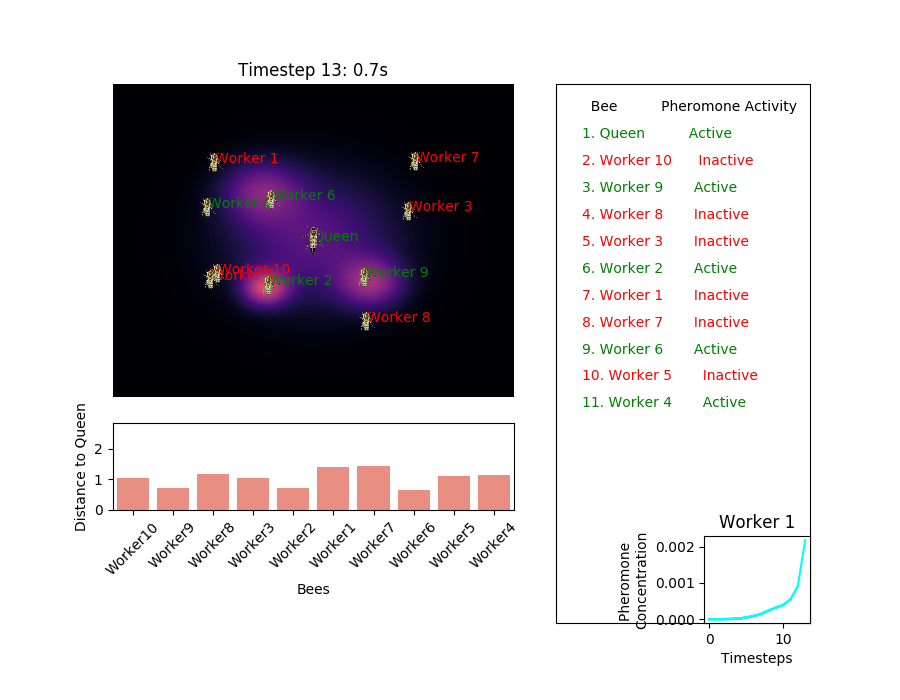 Timestep 13: 0.7s
Worker 1
Worker 7
Worker 6
Worker
Worker 3
Queen
Worker 10
Worker 9
Worker 2
Worker 8
Bee Pheromone Activity
1. Queen Active
2. Worker 10 Inactive
3. Worker 9 Active
4. Worker 8 Inactive
5. Worker 3 Inactive
6. Worker 2 Active
7. Worker 1 Inactive
8. Worker 7 Inactive
9. Worker 6 Active
10. Worker 5 Inactive
11. Worker 4 Active
Distance to Queen
2
1
0
Worker10
Worker9
Worker8
Worker3
Worker2
Worker1
Worker7
Worker6
Worker5
Worker4
Bees
Worker 1
Pheromone
Concentration
0.002
0.001
0.000
0 10
Timesteps